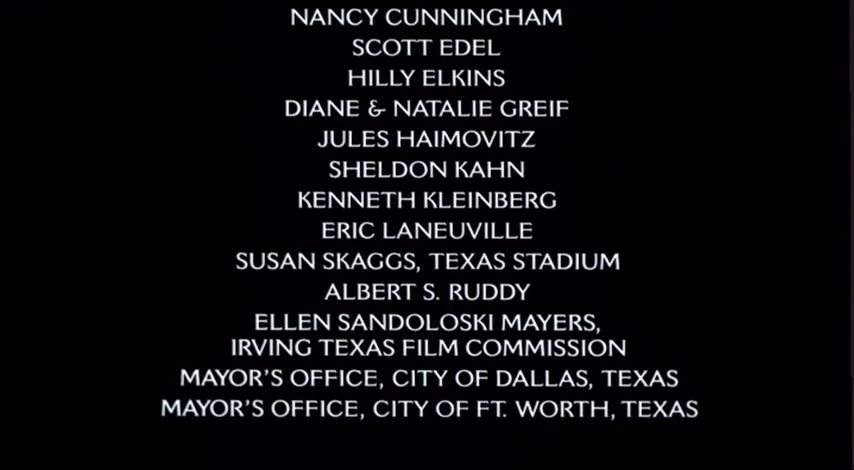 NANCY CUNNINGHAM
SCOTT EDEL
HILLY ELKINS
DIANE & NATALIE GREIF
JULES HAIMOVITZ
SHELDON KAHN
KENNETH KLEINBERG
ERIC LANEUVILLE
SUSAN SKAGGS, TEXAS STADIUM
ALBERT S. RUDDY
ELLEN SANDOLOSKI MAYERS,
IRVING TEXAS FILM COMMISSION
MAYOR'S OFFICE, CITY OF DALLAS, TEXAS
MAYOR'S OFFICE, CITY OF FT. WORTH, TEXAS